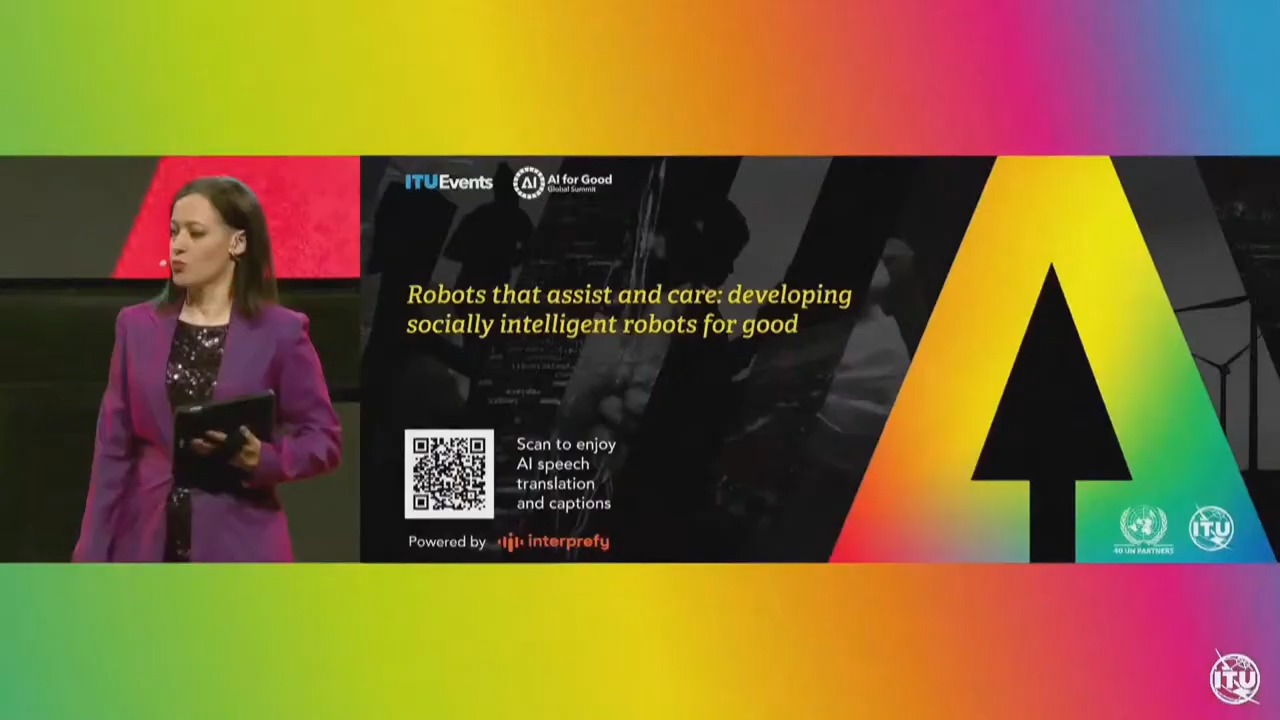 ITUEvents
AI
AI for Good
Global Summit
Robots that assist and care: developing
socially intelligent robots for good
Scan to enjoy
AI speech
translation
and captions
Powered by interprefy
40 UN PARTNERS
ITU
ITU